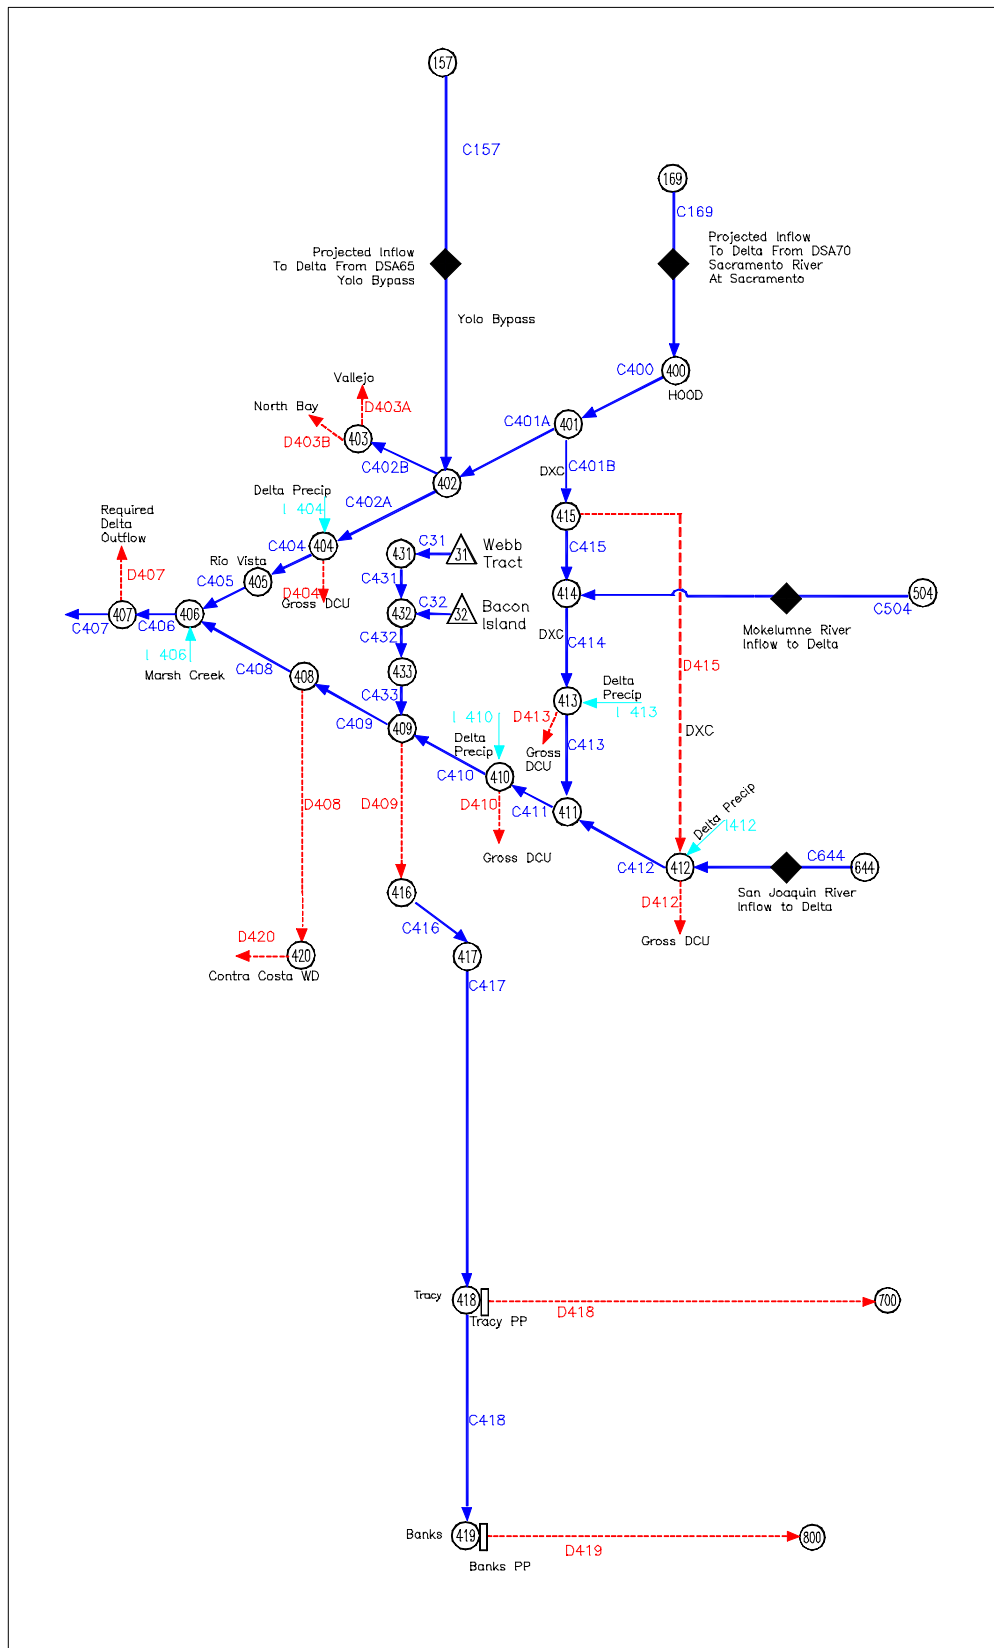 157
C157
169
C169
Projected Inflow
To Delta From DSA65
Yolo Bypass
Projected Inflow
To Delta From DSA70
Sacramento River
At Sacramento
Yolo Bypass
C400
400
HOOD
Vallejo
North Bay
D403A
D403B
403
C401A
401
C402B
402
DXC
C401B
Delta Precip
I 404
C402A
415
Required
Delta
Outflow
D407
C404
404
Rio Vista
C405
405
D404
Gross DCU
C31
431
31
Webb
Tract
C431
C415
C32
432
32
Bacon
Island
C432
414
504
C504
Mokelumne River
Inflow to Delta
C407
407
C406
406
I 406
Marsh Creek
C408
408
433
C433
DXC
C414
D415
Delta
Precip
I 413
413
D413
Gross
DCU
C413
C409
409
I 410
Delta
Precip
C410
410
DXC
D408
D409
D410
C411
411
Delta Precip
I412
Gross DCU
C412
412
C644
644
San Joaquin River
Inflow to Delta
D412
Gross DCU
416
C416
D420
420
Contra Costa WD
417
C417
Tracy
418
Tracy PP
D418
700
C418
Banks
419
Banks PP
D419
800